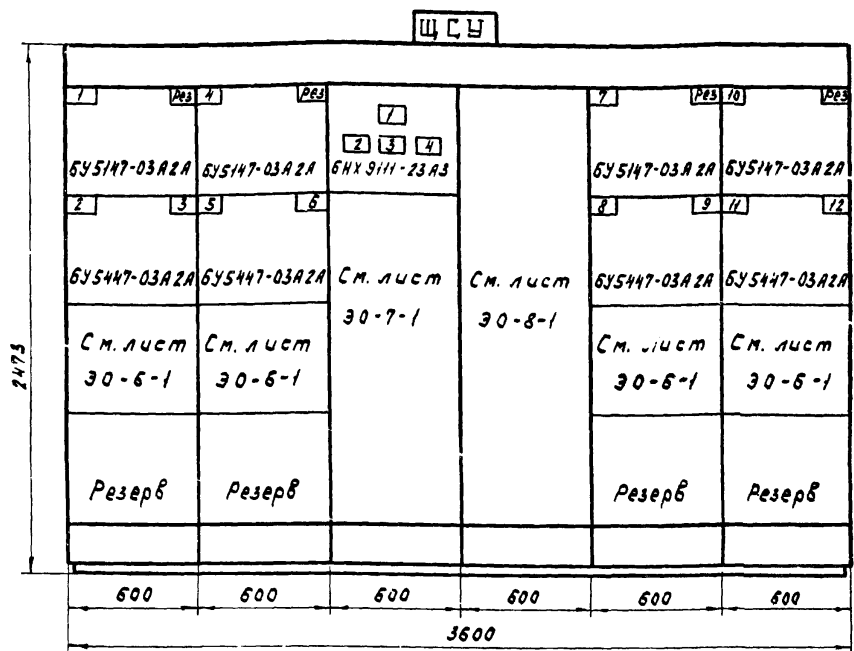 ЩСУ
1 Рез 4 Рез 1 7 Рез 10 Рез
2 3 4
БУ5147-03А2А БУ5147-03А2А БНХ9111-23А3 БУ5147-03А2А БУ5147-03А2А
2 3 5 6 8 9 11 12
БУ5447-03А2А БУ5447-03А2А См. лист См. лист БУ5447-03А2А БУ5447-03А2А
ЭО-7-1 ЭО-8-1
См. лист См. лист См. лист См. лист
ЭО-6-1 ЭО-6-1 ЭО-6-1 ЭО-6-1
2473
Резерв Резерв Резерв Резерв
600 600 600 600 600 600
3600